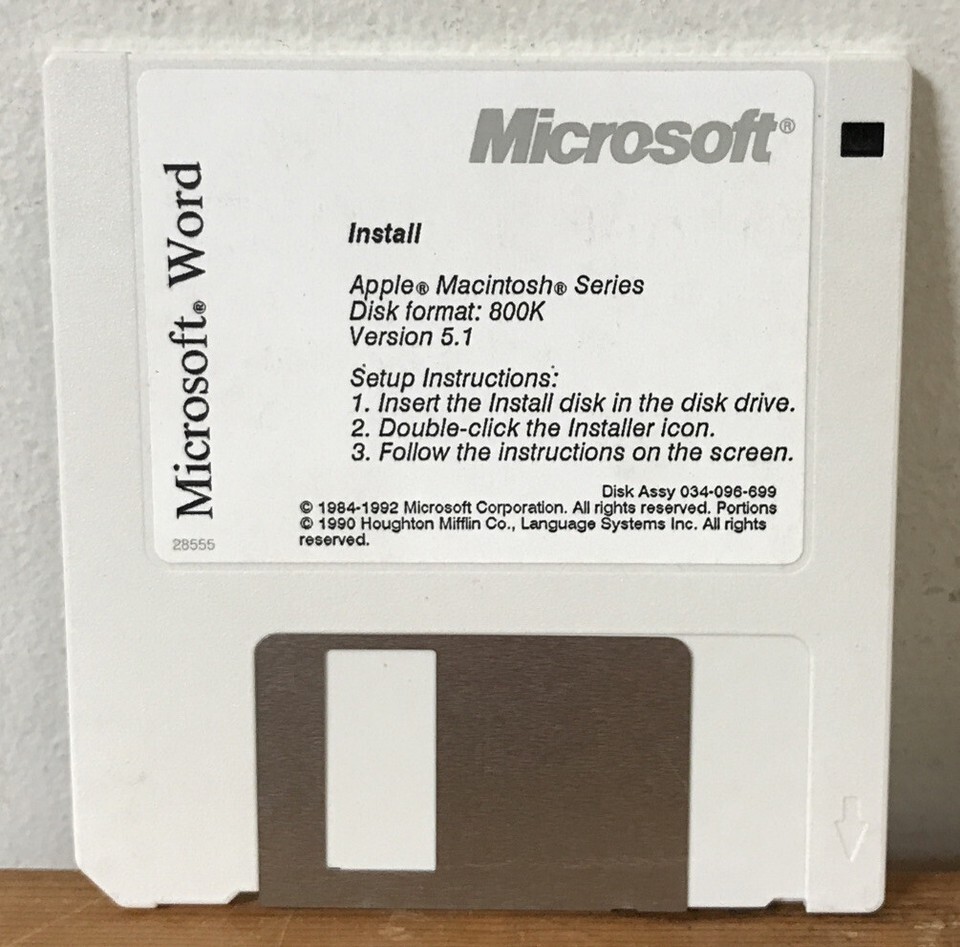 Microsoft®
Microsoft® Word
Install
Apple® Macintosh® Series
Disk format: 800K
Version 5.1
Setup Instructions:
1. Insert the Install disk in the disk drive.
2. Double-click the Installer icon.
3. Follow the instructions on the screen.
Disk Assy 034-096-699
© 1984-1992 Microsoft Corporation. All rights reserved. Portions
© 1990 Houghton Mifflin Co., Language Systems Inc. All rights
reserved.
28555